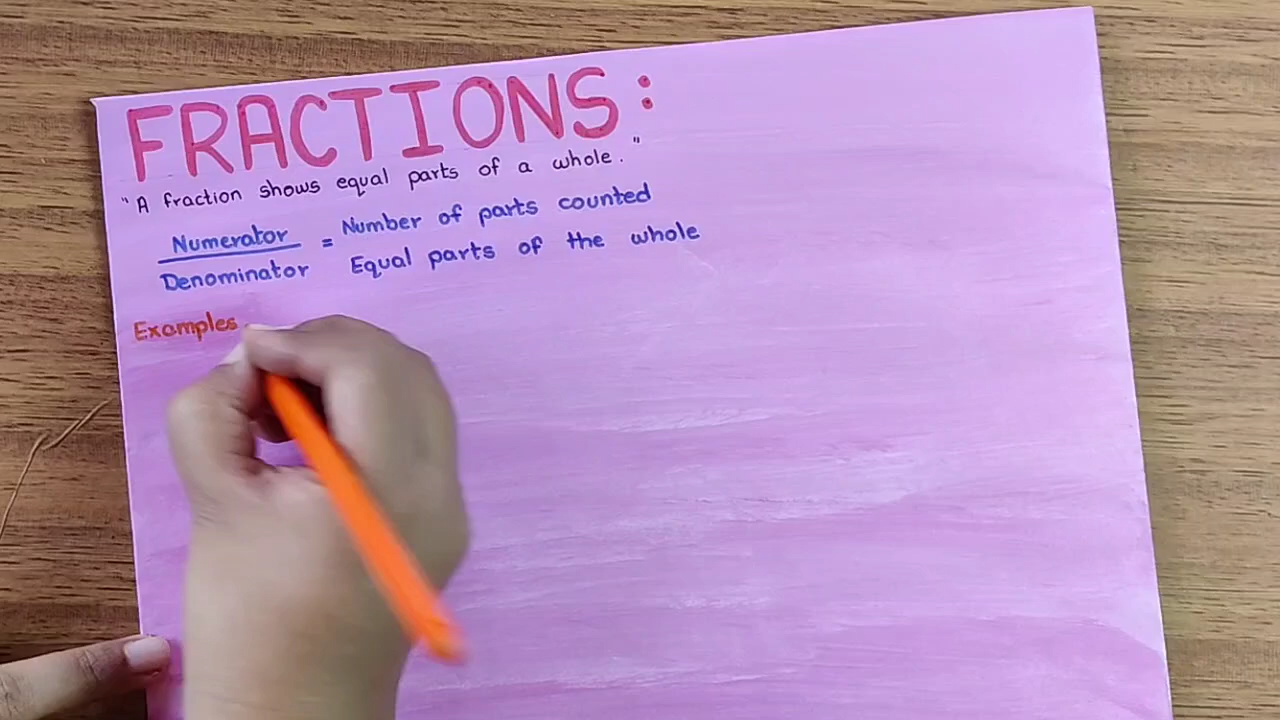 FRACTIONS:
"A fraction shows equal parts of a whole."
Numerator = Number of parts counted
Denominator Equal parts of the whole
Examples